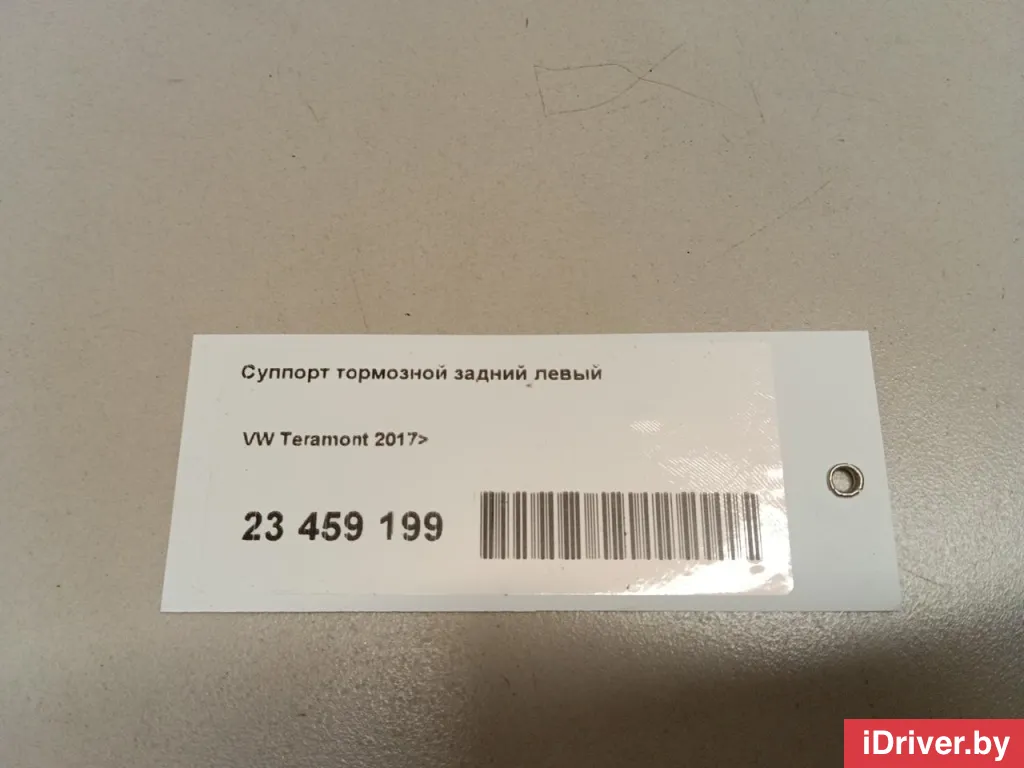 Суппорт тормозной задний левый
VW Teramont 2017>
23 459 199
iDriver.by